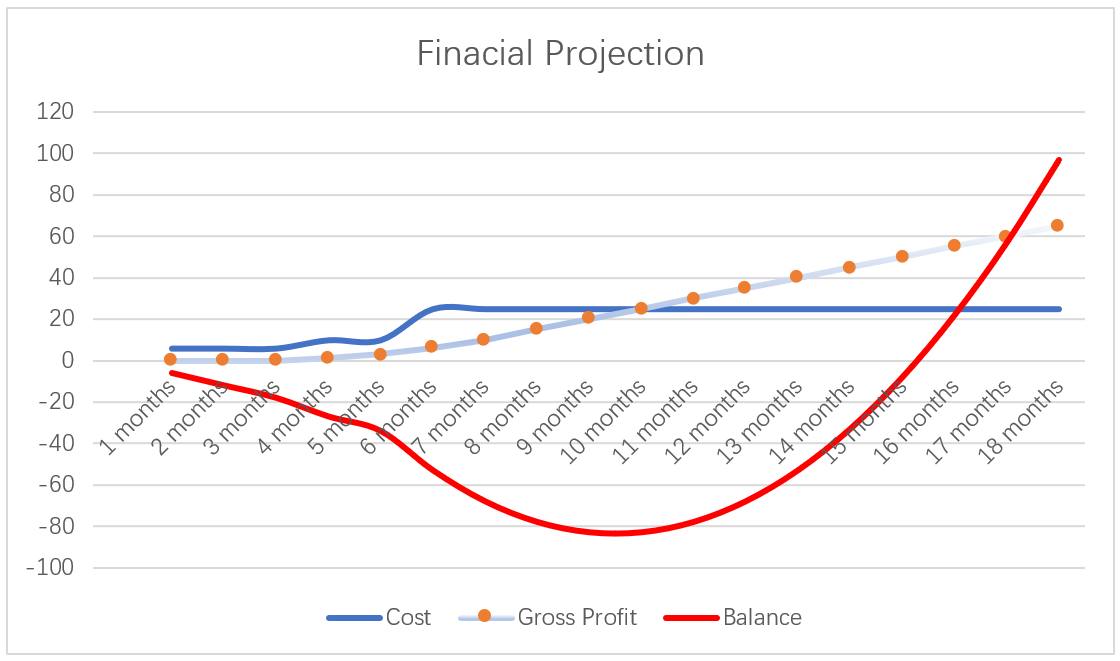 Finacial Projection
120
100
80
60
40
20
0
-20
-40
-60
-80
-100
1 months
2 months
3 months
4 months
5 months
6 months
7 months
8 months
9 months
10 months
11 months
12 months
13 months
14 months
15 months
16 months
17 months
18 months
Cost Gross Profit Balance